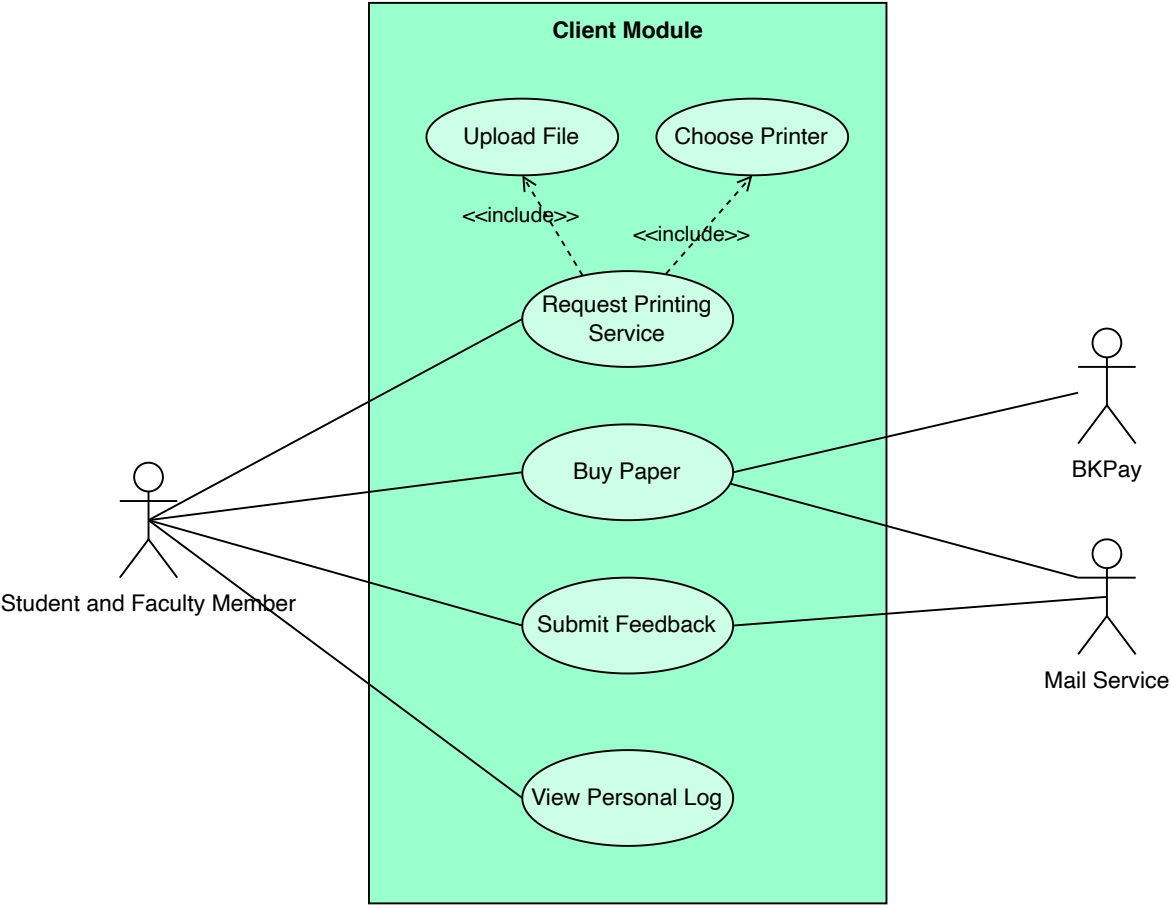 Client Module
Upload File
Choose Printer
<<include>>
<<include>>
Request Printing
Service
Buy Paper
BKPay
Student and Faculty Member
Submit Feedback
Mail Service
View Personal Log